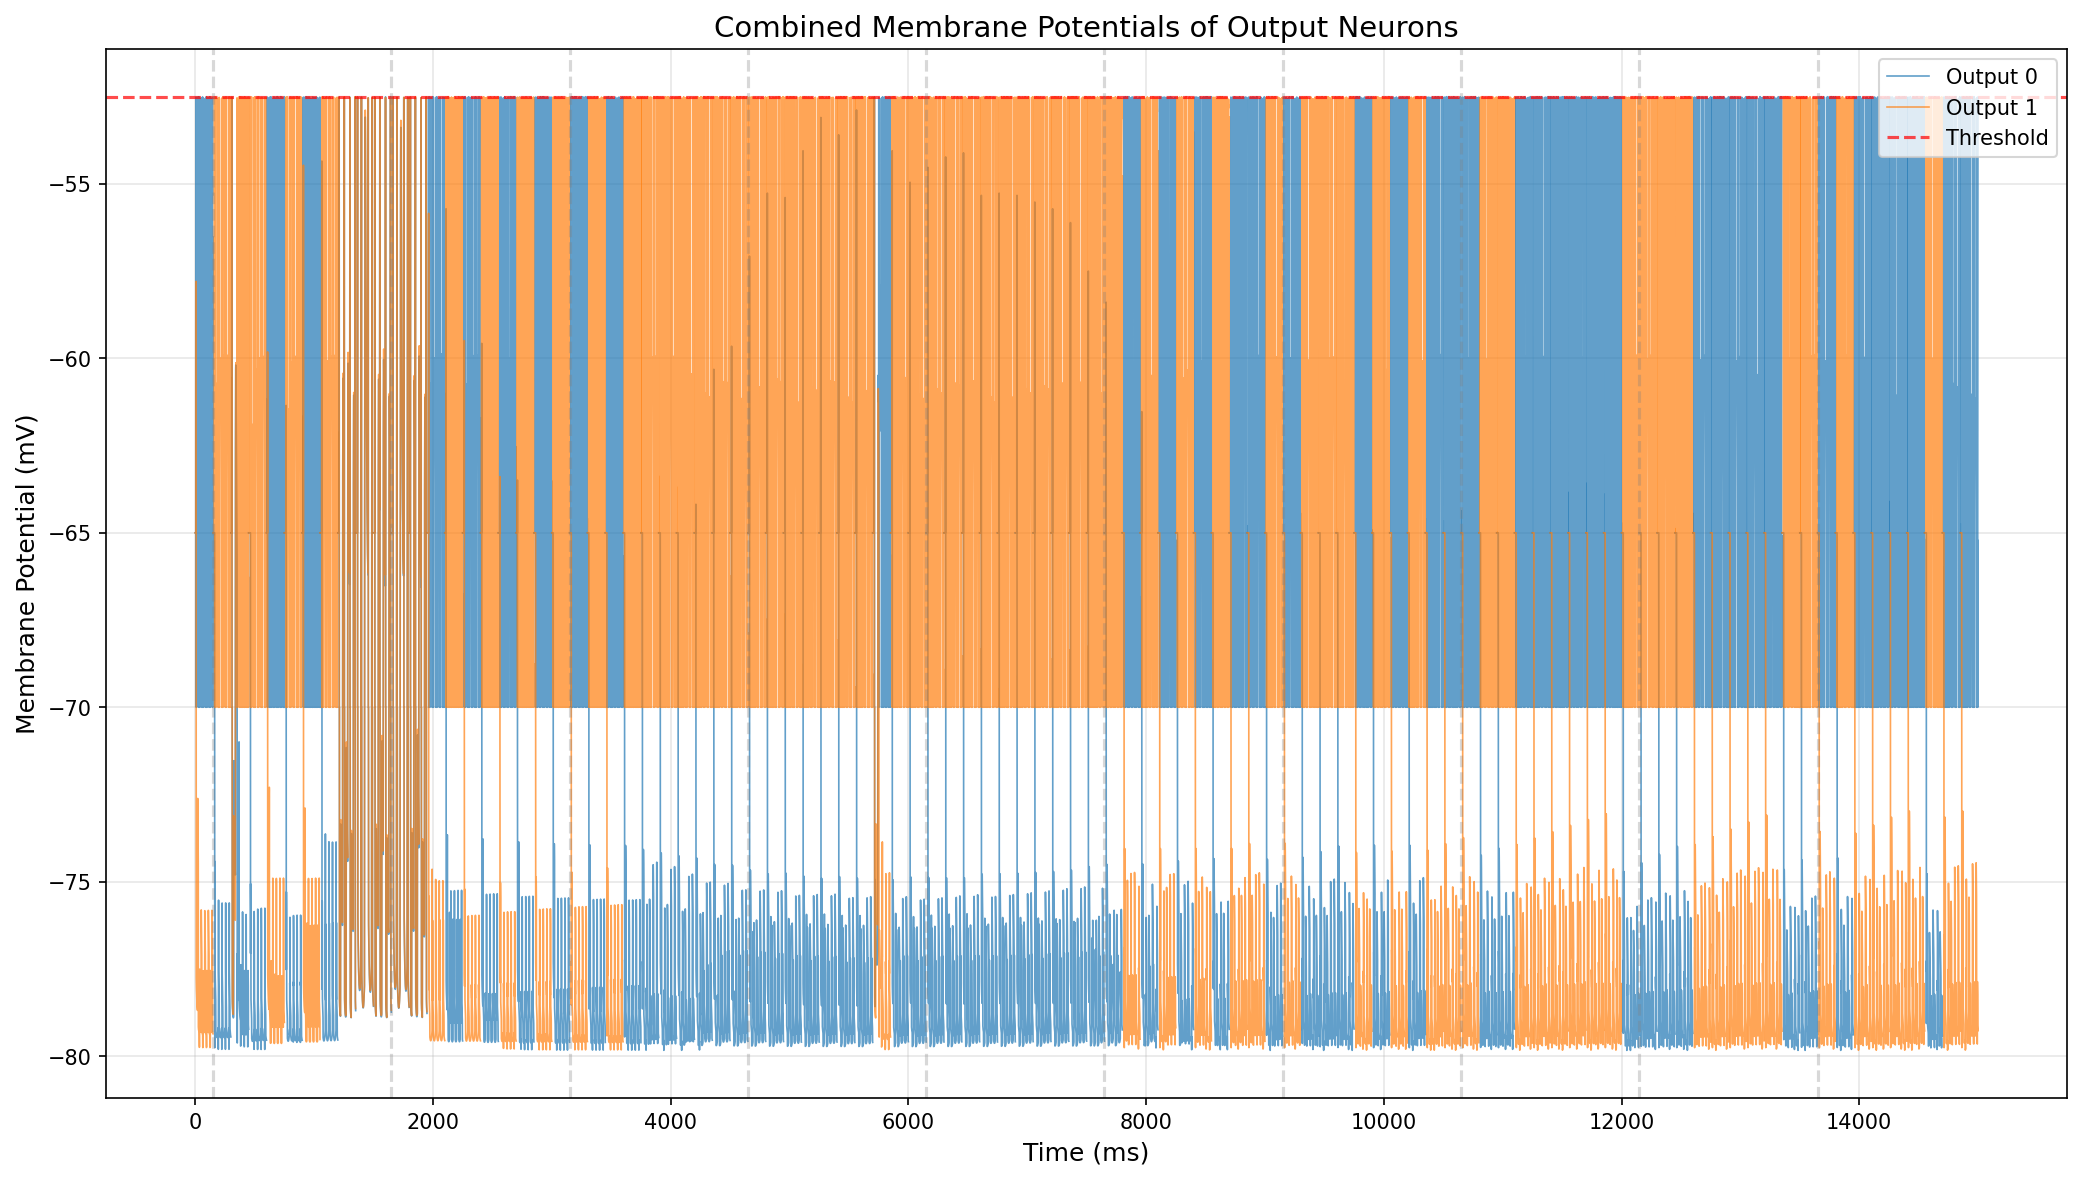 Combined Membrane Potentials of Output Neurons
Output 0
Output 1
Threshold
Membrane Potential (mV)
−55
−60
−65
−70
−75
−80
0
2000
4000
6000
8000
10000
12000
14000
Time (ms)